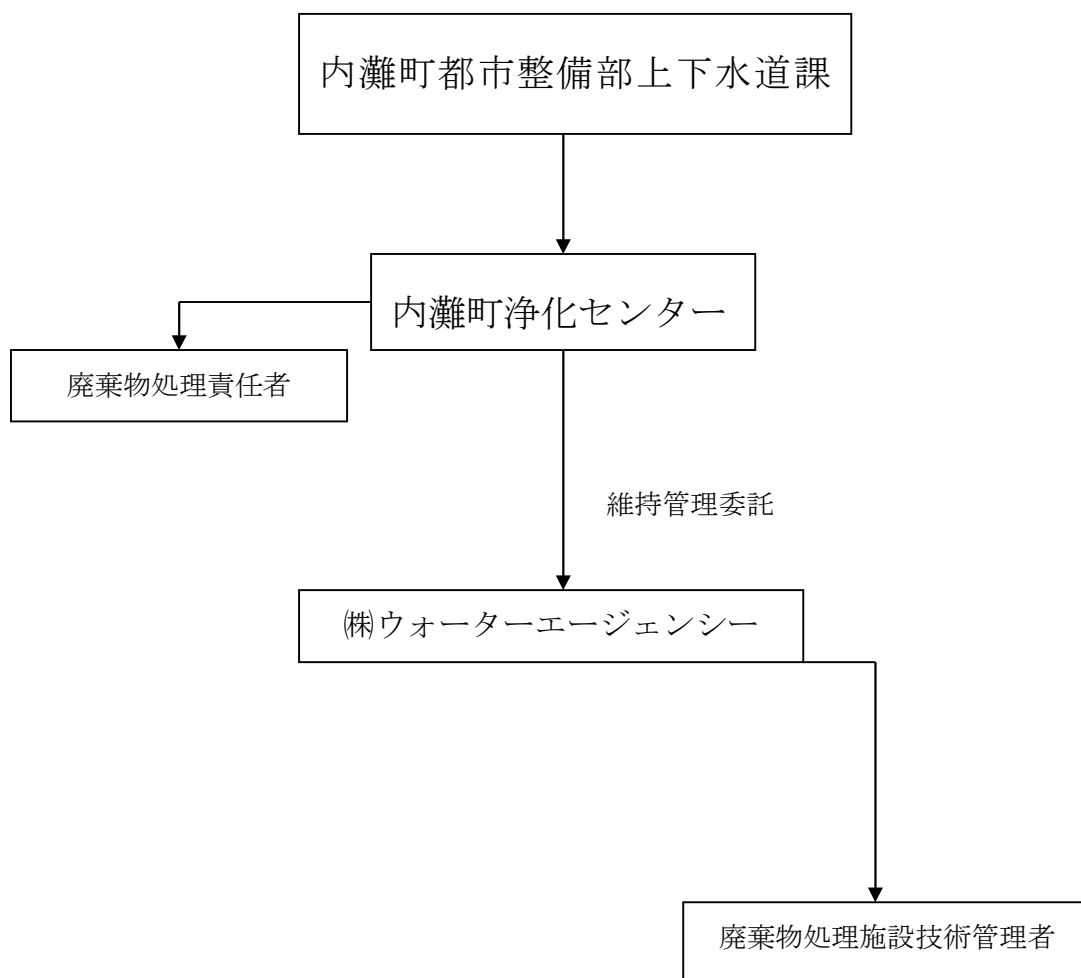 内灘町都市整備部上下水道課
内灘町浄化センター
廃棄物処理責任者
維持管理委託
㈱ウォーターエージェンシー
廃棄物処理施設技術管理者